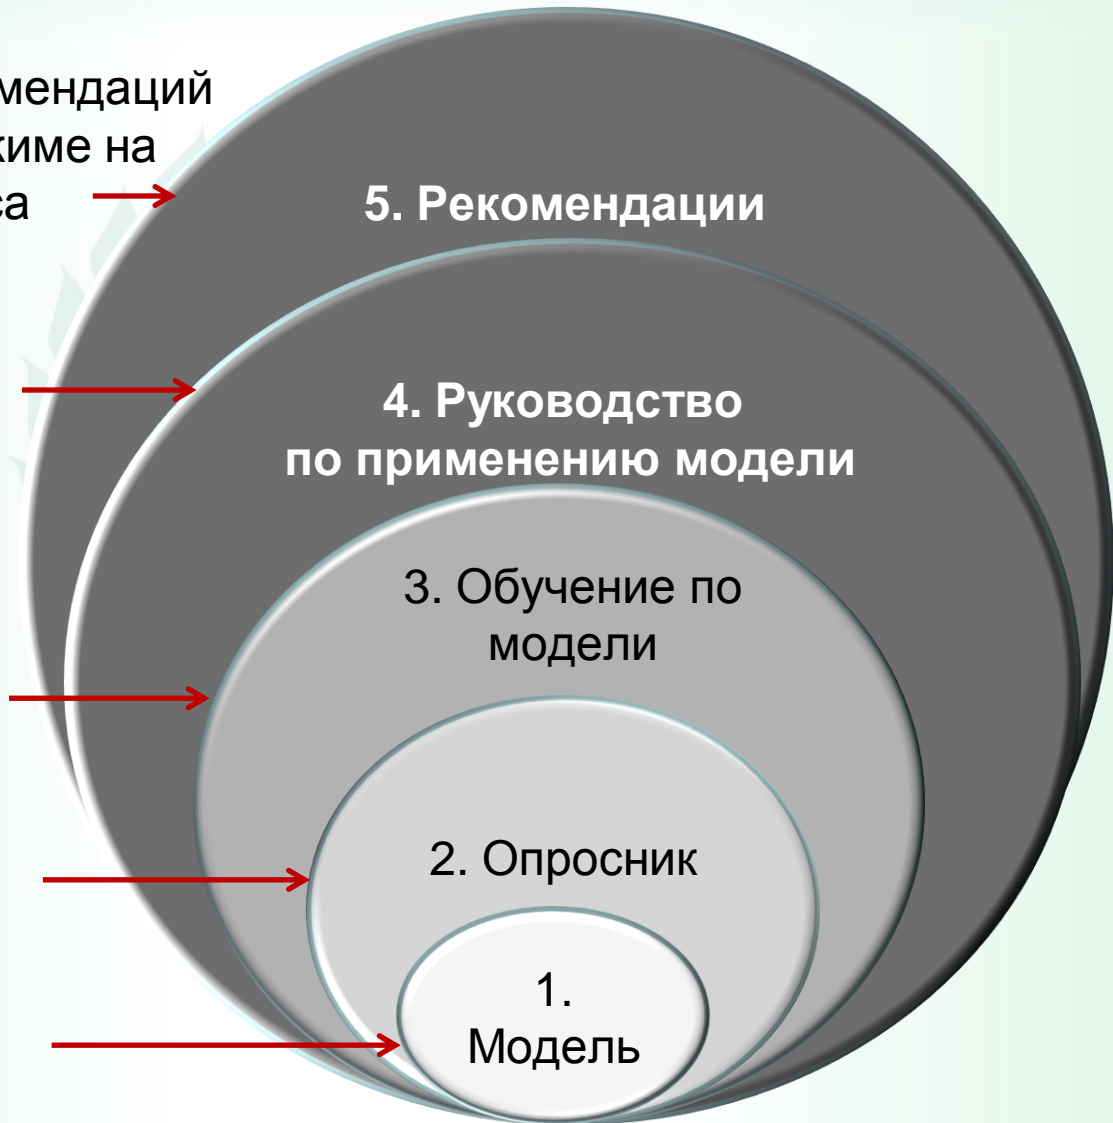 мендаций
киме на
са
5. Рекомендации
4. Руководство
по применению модели
3. Обучение по
модели
2. Опросник
1.
Модель